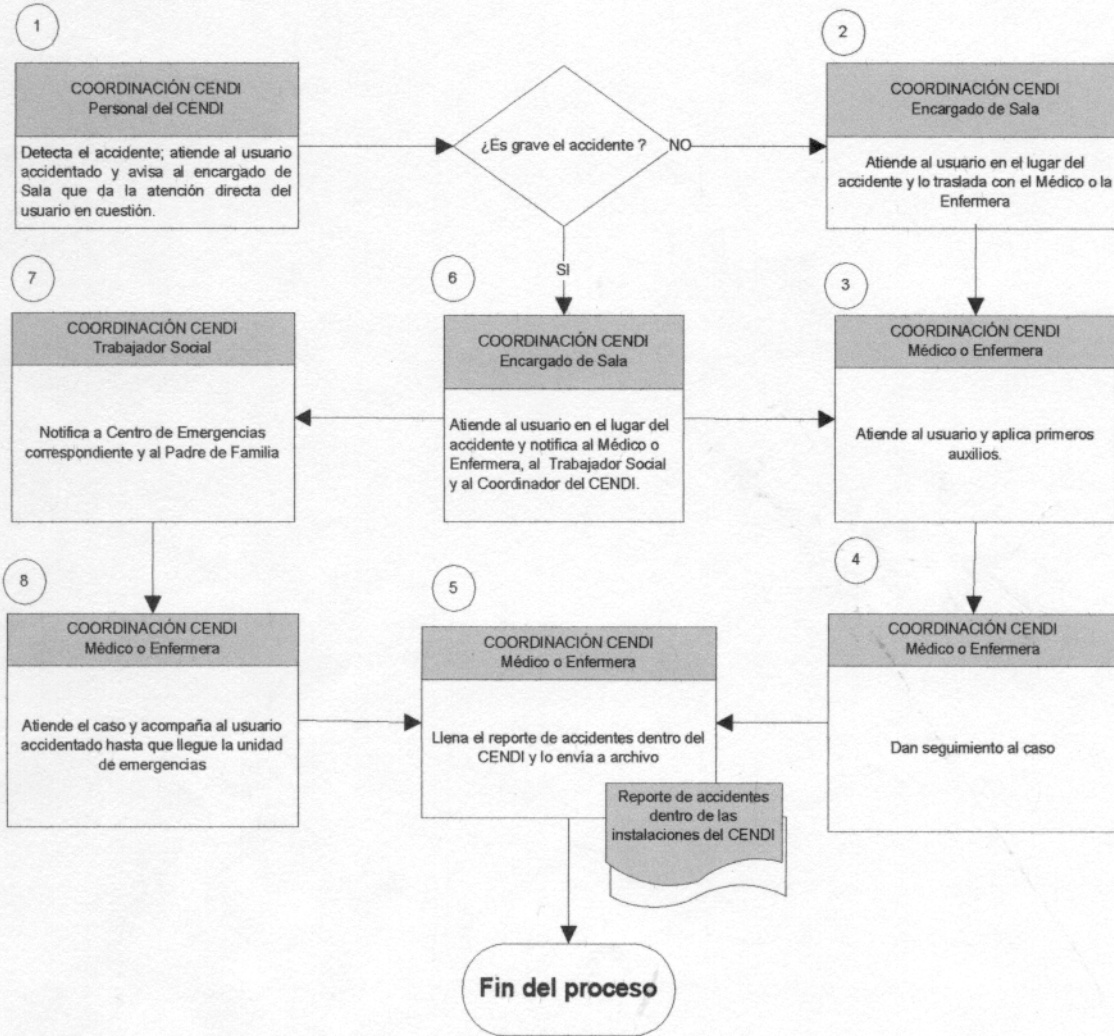 1
COORDINACIÓN CENDI
Personal del CENDI
Detecta el accidente; atiende al usuario
accidentado y avisa al encargado de
Sala que da la atención directa del
usuario en cuestión.
¿Es grave el accidente ?
NO
SI
2
COORDINACIÓN CENDI
Encargado de Sala
Atiende al usuario en el lugar del
accidente y lo traslada con el Médico o la
Enfermera
7
COORDINACIÓN CENDI
Trabajador Social
Notifica a Centro de Emergencias
correspondiente y al Padre de Familia
6
COORDINACIÓN CENDI
Encargado de Sala
Atiende al usuario en el lugar del
accidente y notifica al Médico o
Enfermera, al Trabajador Social
y al Coordinador del CENDI.
3
COORDINACIÓN CENDI
Médico o Enfermera
Atiende al usuario y aplica primeros
auxilios.
8
COORDINACIÓN CENDI
Médico o Enfermera
Atiende el caso y acompaña al usuario
accidentado hasta que llegue la unidad
de emergencias
5
COORDINACIÓN CENDI
Médico o Enfermera
Llena el reporte de accidentes dentro del
CENDI y lo envía a archivo
Reporte de accidentes
dentro de las
instalaciones del CENDI
4
COORDINACIÓN CENDI
Médico o Enfermera
Dan seguimiento al caso
Fin del proceso